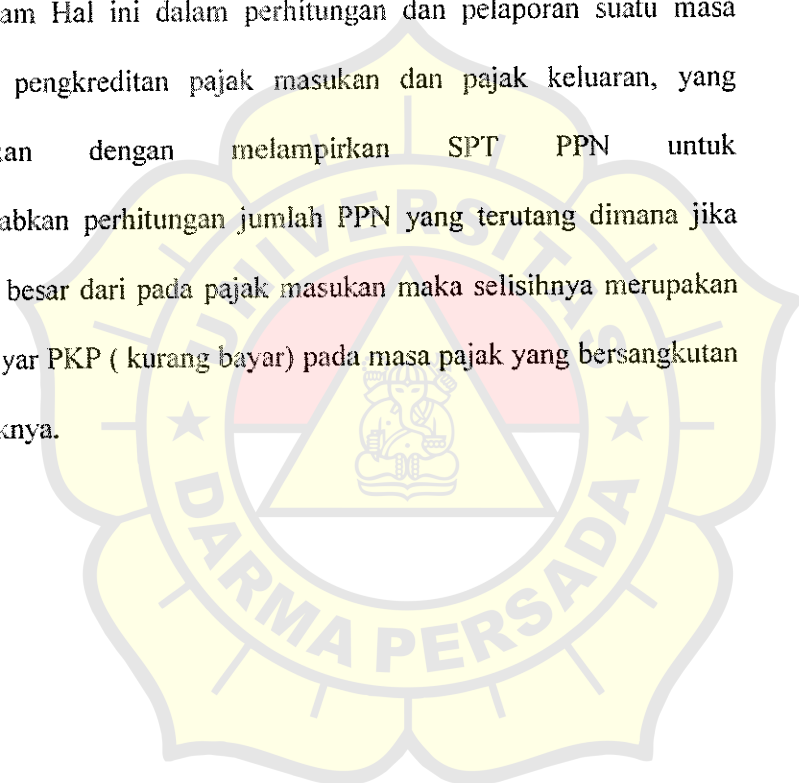 am Hal ini dalam perhitungan dan pelaporan suatu masa
pengkreditan pajak masukan dan pajak keluaran, yang
kan dengan melampirkan SPT PPN untuk
abkan perhitungan jumlah PPN yang terutang dimana jika
besar dari pada pajak masukan maka selisihnya merupakan
yar PKP ( kurang bayar) pada masa pajak yang bersangkutan
knya.
UNIVERSITAS
DARMA PERSADA